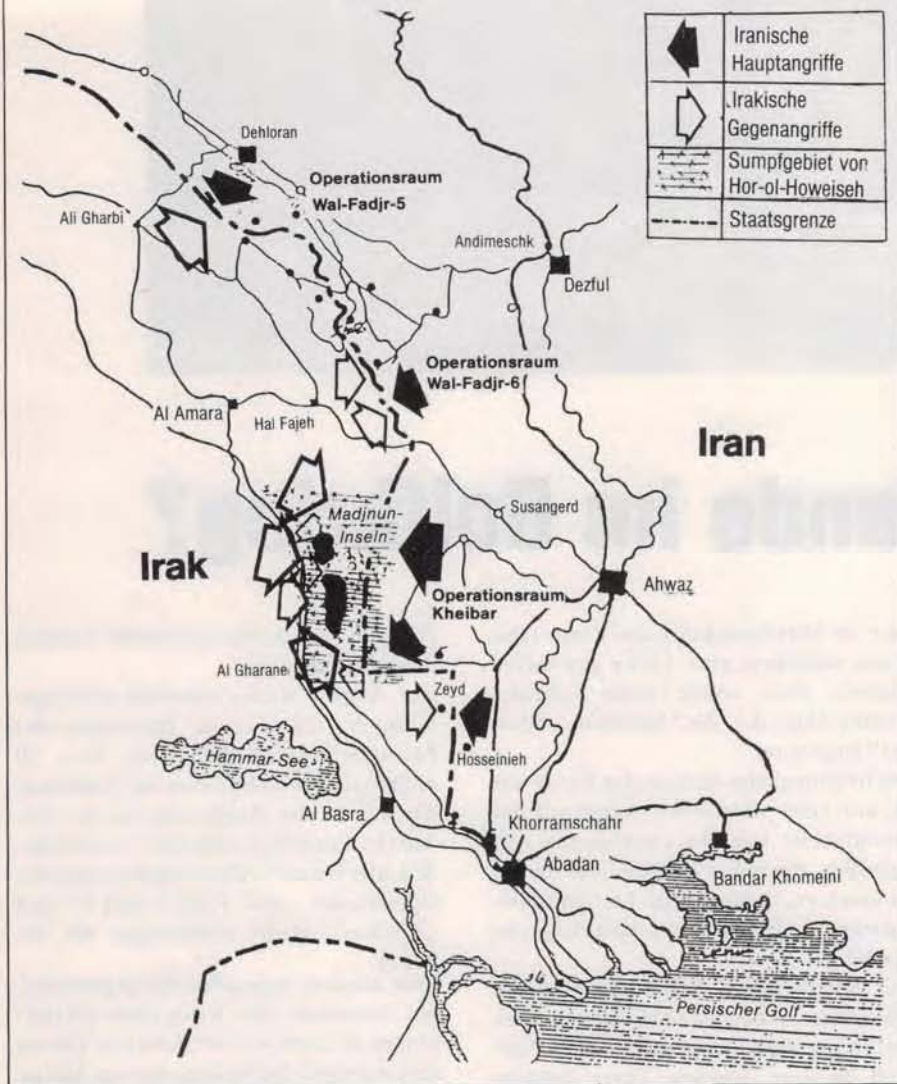 Iranische
Hauptangriffe
Irakische
Gegenangriffe
Sumpfgebiet von
Hor-ol-Howeiseh
Staatsgrenze
Dehloran
Operationsraum
Wal-Fadjr-5
Ali Gharbi
Andimeschk
Dezful
Operationsraum
Wal-Fadjr-6
Al Amara
Hal Fajeh
Iran
Susangerd
Madjnun-
Inseln
Irak
Ahwaz
Operationsraum
Kheibar
Al Gharane
Zeyd
Hosseinieh
Hammar-See
Al Basra
Khorramschahr
Abadan
Bandar Khomeini
Persischer Golf